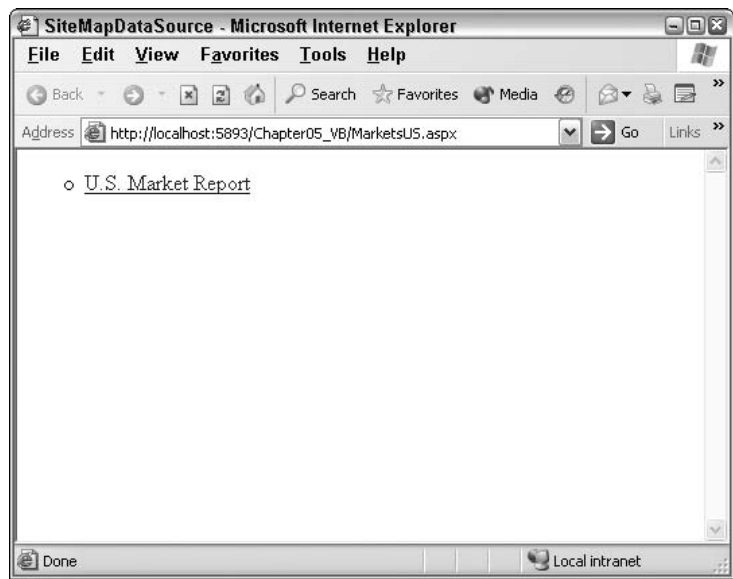 SiteMapDataSource - Microsoft Internet Explorer
File Edit View Favorites Tools Help
Back Search Favorites Media »
Address http://localhost:5893/Chapter05_VB/MarketsUS.aspx Go Links »
U.S. Market Report
Done Local intranet